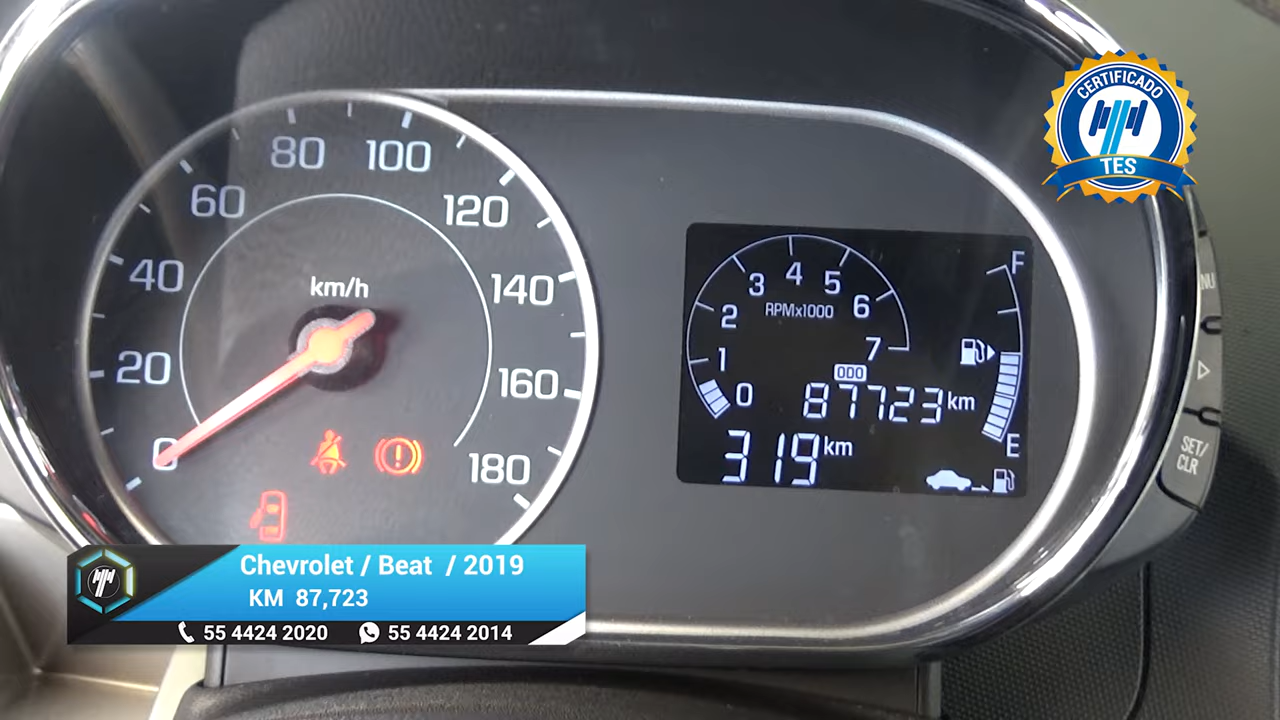 CERTIFICADO
TES
80 100
60 120
40 140
20 160
0 180
km/h
F
4
3 5
2 6
RPMx1000
1 7
0
ODO
87723 km
E
319 km
NU
SET/
CLR
Chevrolet / Beat / 2019
KM 87,723
55 4424 2020 55 4424 2014